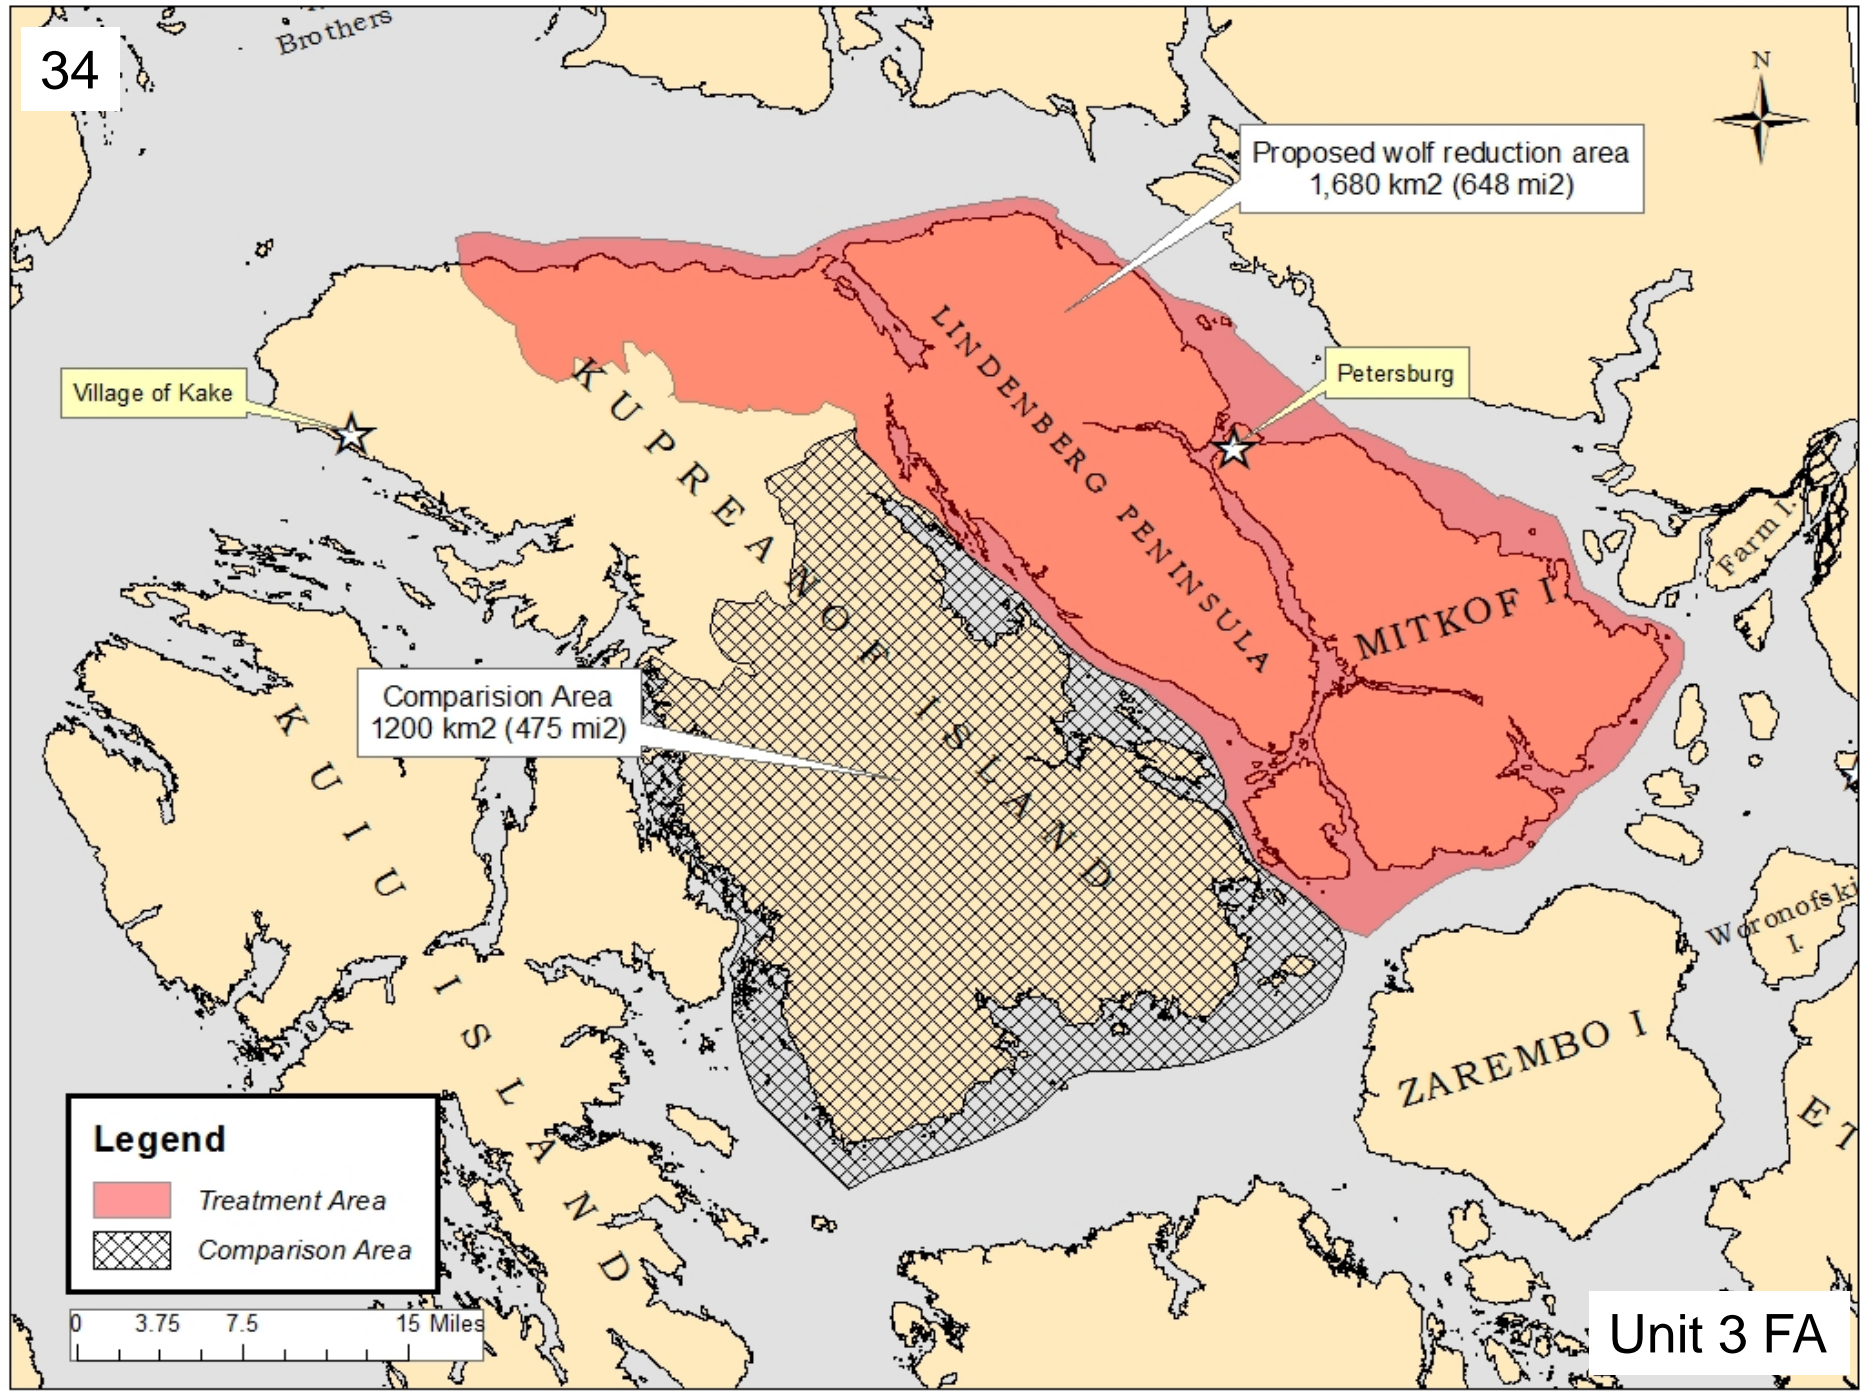 34
Brothers
N
Proposed wolf reduction area
1,680 km2 (648 mi2)
Petersburg
Village of Kake
LINDENBERG PENINSULA
KUPREANOF ISLAND
MITKOF I.
Farm I.
Comparision Area
1200 km2 (475 mi2)
KUIU ISLAND
Woronofski
I.
ZAREMBO I
ET
Legend
Treatment Area
Comparison Area
0 3.75 7.5 15 Miles
Unit 3 FA